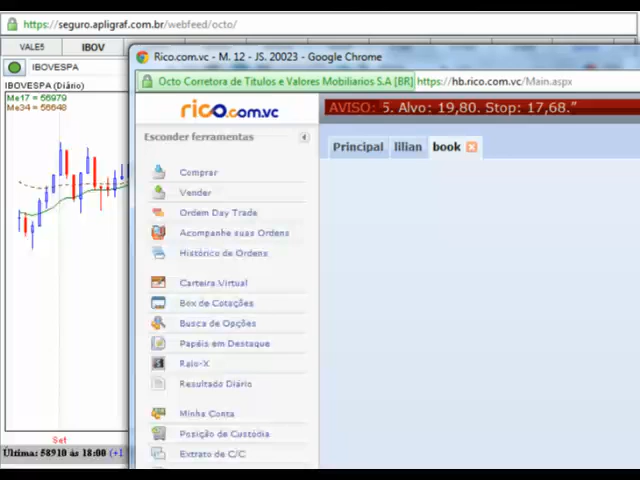 https://seguro.apligraf.com.br/webfeed/octo/
VALE5 IBOV
IBOVESPA
IBOVESPA (Diário)
Me17 = 56979
Me34 = 56648
Set
Última: 58910 às 18:00 (+1
Rico.com.vc - M. 12 - JS. 20023 - Google Chrome
Octo Corretora de Titulos e Valores Mobiliarios S.A [BR] https://hb.rico.com.vc/Main.aspx
rico.com.vc
AVISO: 5. Alvo: 19,80. Stop: 17,68.”
Esconder ferramentas
Principal lilian book
Comprar
Vender
Ordem Day Trade
Acompanhe suas Ordens
Histórico de Ordens
Carteira Virtual
Box de Cotações
Busca de Opções
Papéis em Destaque
Raio-X
Resultado Diário
Minha Conta
Posição de Custódia
Extrato de C/C